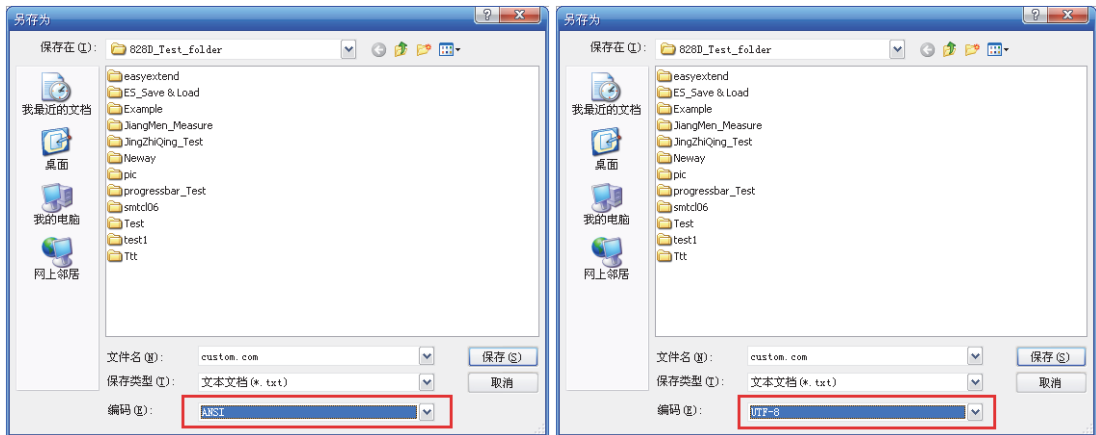 另存为
保存在(I):
828D_Test_folder
我最近的文档
桌面
我的电脑
网上邻居
easyextend
ES_Save & Load
Example
JiangMen_Measure
JingZhiQing_Test
Neway
pic
progressbar_Test
smtcl06
Test
test1
Ttt
文件名(N):
custom.com
保存(S)
保存类型(T):
文本文档(*.txt)
取消
编码(E):
ANSI
另存为
保存在(I):
828D_Test_folder
我最近的文档
桌面
我的电脑
网上邻居
easyextend
ES_Save & Load
Example
JiangMen_Measure
JingZhiQing_Test
Neway
pic
progressbar_Test
smtcl06
Test
test1
Ttt
文件名(N):
custom.com
保存(S)
保存类型(T):
文本文档(*.txt)
取消
编码(E):
UTF-8